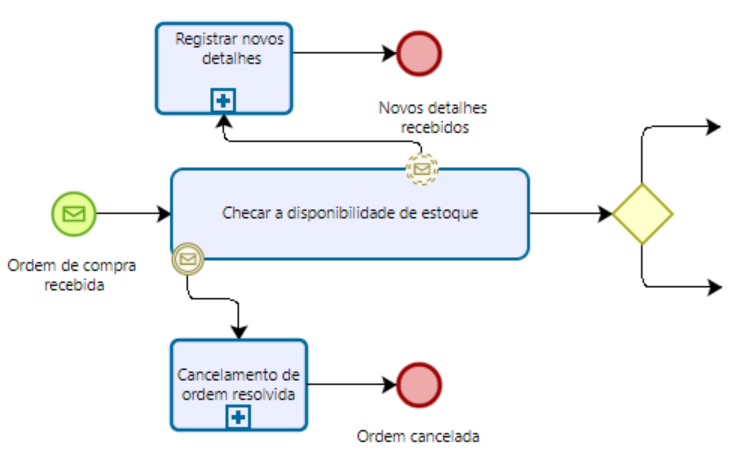 Registrar novos
detalhes
Novos detalhes
recebidos
Checar a disponibilidade de estoque
Ordem de compra
recebida
Cancelamento de
ordem resolvida
Ordem cancelada